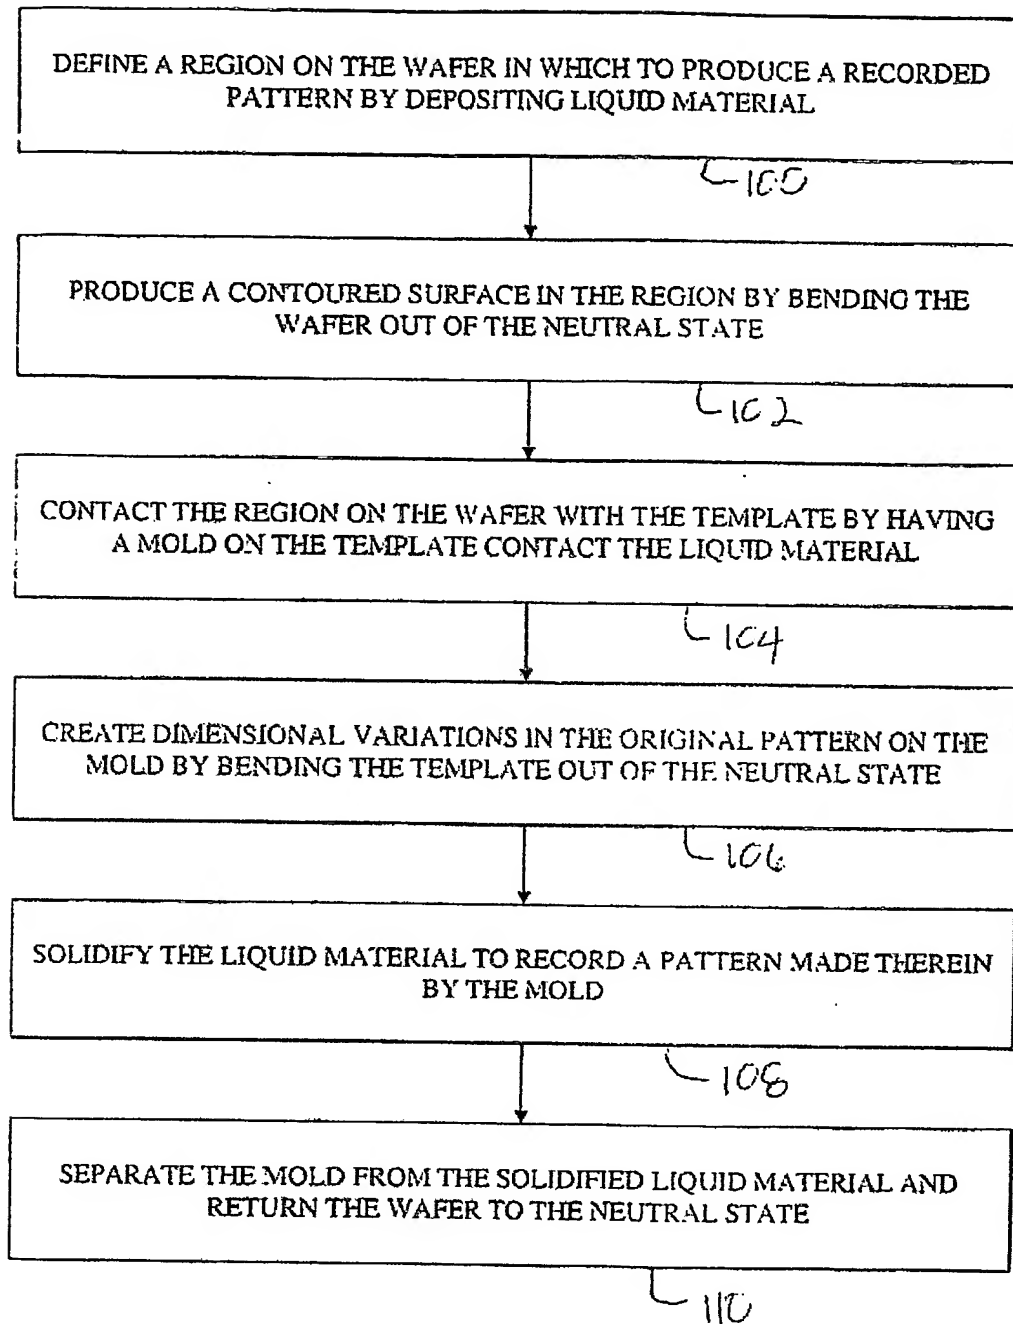 DEFINE A REGION ON THE WAFER IN WHICH TO PRODUCE A RECORDED
PATTERN BY DEPOSITING LIQUID MATERIAL
100
PRODUCE A CONTOURED SURFACE IN THE REGION BY BENDING THE
WAFER OUT OF THE NEUTRAL STATE
102
CONTACT THE REGION ON THE WAFER WITH THE TEMPLATE BY HAVING
A MOLD ON THE TEMPLATE CONTACT THE LIQUID MATERIAL
104
CREATE DIMENSIONAL VARIATIONS IN THE ORIGINAL PATTERN ON THE
MOLD BY BENDING THE TEMPLATE OUT OF THE NEUTRAL STATE
106
SOLIDIFY THE LIQUID MATERIAL TO RECORD A PATTERN MADE THEREIN
BY THE MOLD
108
SEPARATE THE MOLD FROM THE SOLIDIFIED LIQUID MATERIAL AND
RETURN THE WAFER TO THE NEUTRAL STATE
110